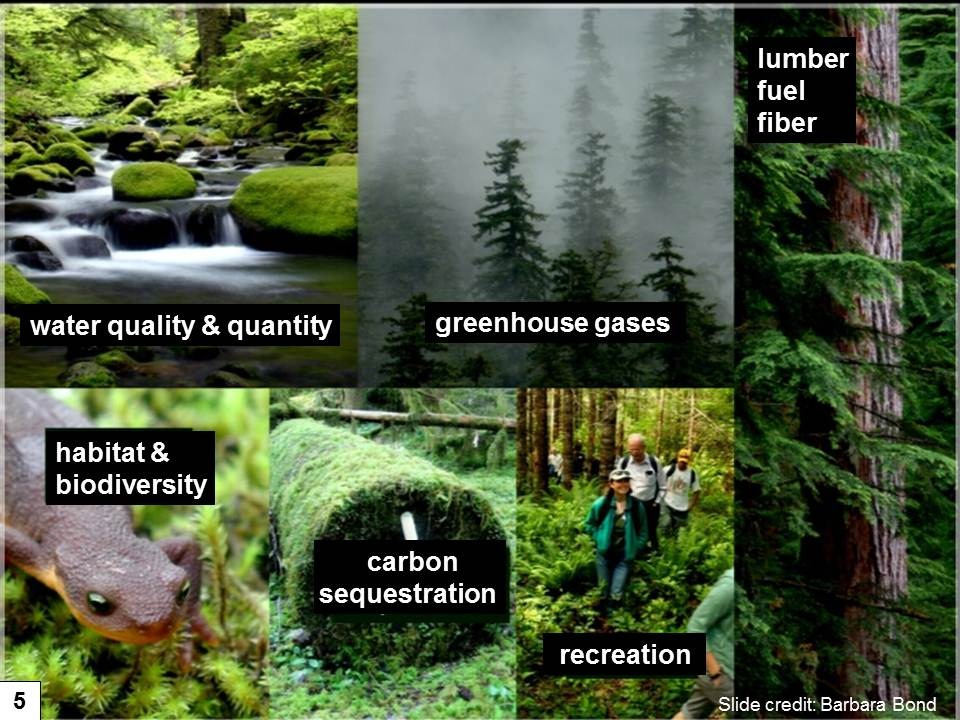 water quality & quantity
greenhouse gases
lumber
fuel
fiber
habitat &
biodiversity
carbon
sequestration
recreation
5
Slide credit: Barbara Bond